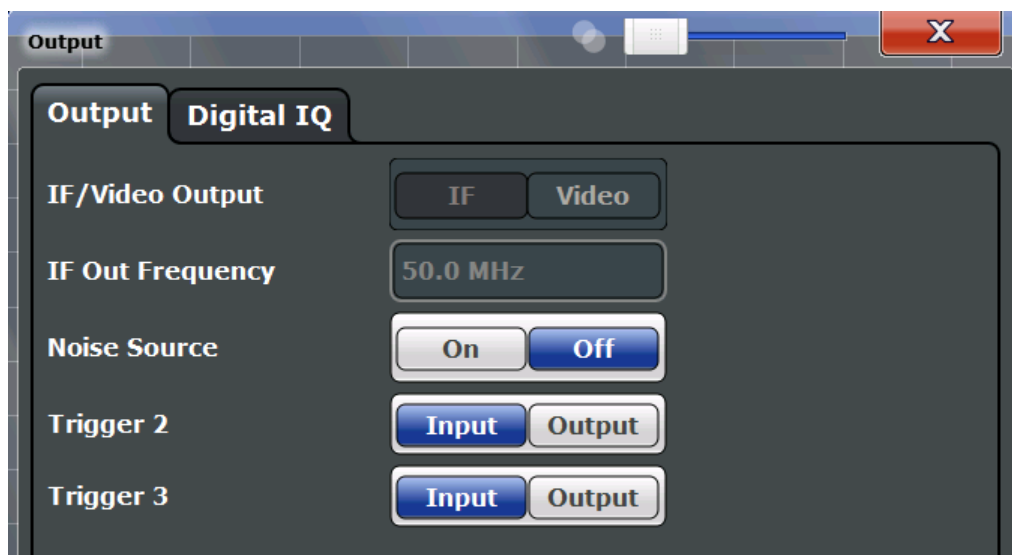 Output
X
Output Digital IQ
IF/Video Output IF Video
IF Out Frequency 50.0 MHz
Noise Source On Off
Trigger 2 Input Output
Trigger 3 Input Output